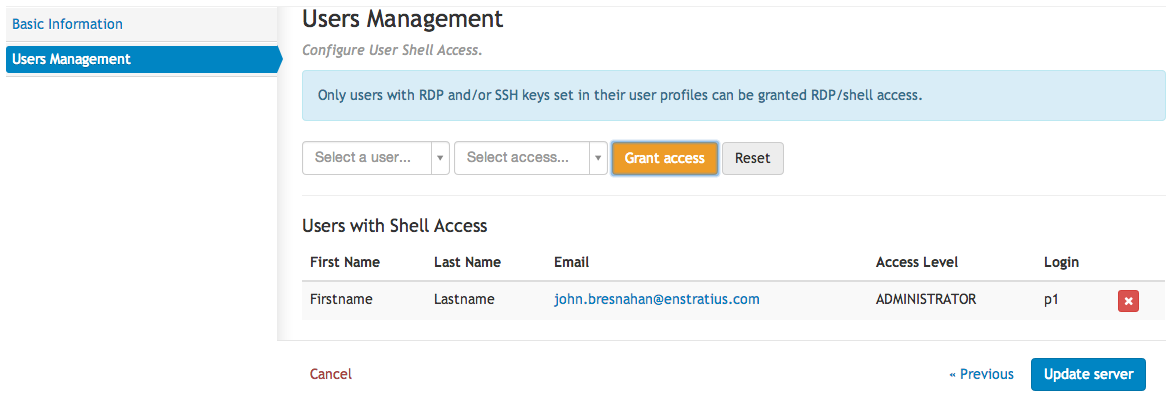 Basic Information
Users Management
Users Management
Configure User Shell Access.
Only users with RDP and/or SSH keys set in their user profiles can be granted RDP/shell access.
Select a user... Select access... Grant access Reset
Users with Shell Access
First Name Last Name Email Access Level Login
Firstname Lastname john.bresnahan@enstratius.com ADMINISTRATOR p1
Cancel « Previous Update server